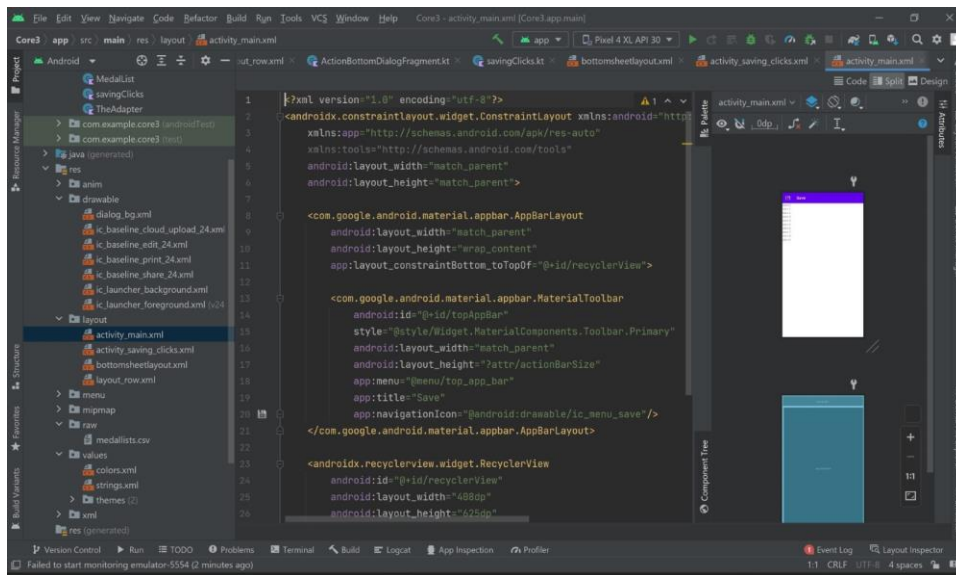 File Edit View Navigate Code Refactor Build Run Tools VCS Window Help Core3 - activity_main.xml [Core3.app.main]
Core3 app src main res layout activity_main.xml app Pixel 4 XL API 30
Android out_row.xml ActionBottomDialogFragment.kt savingClicks.kt bottomsheetlayout.xml activity_saving_clicks.xml activity_main.xml
Code Split Design
Project
Resource Manager
Structure
Favorites
Build Variants
MedalList
savingClicks
TheAdapter
com.example.core3 (androidTest)
com.example.core3 (test)
java (generated)
res
anim
drawable
dialog_bg.xml
ic_baseline_cloud_upload_24.xml
ic_baseline_edit_24.xml
ic_baseline_print_24.xml
ic_baseline_share_24.xml
ic_launcher_background.xml
ic_launcher_foreground.xml (v24
layout
activity_main.xml
activity_saving_clicks.xml
bottomsheetlayout.xml
layout_row.xml
menu
mipmap
raw
medallists.csv
values
colors.xml
strings.xml
themes (2)
xml
res (generated)
1 <?xml version="1.0" encoding="utf-8"?> 1
2 <androidx.constraintlayout.widget.ConstraintLayout xmlns:android="http:
3 xmlns:app="http://schemas.android.com/apk/res-auto"
4 xmlns:tools="http://schemas.android.com/tools"
5 android:layout_width="match_parent"
6 android:layout_height="match_parent">
7
8 <com.google.android.material.appbar.AppBarLayout
9 android:layout_width="match_parent"
10 android:layout_height="wrap_content"
11 app:layout_constraintBottom_toTopOf="@+id/recyclerView">
12
13 <com.google.android.material.appbar.MaterialToolbar
14 android:id="@+id/topAppBar"
15 style="@style/Widget.MaterialComponents.Toolbar.Primary"
16 android:layout_width="match_parent"
17 android:layout_height="?attr/actionBarSize"
18 app:menu="@menu/top_app_bar"
19 app:title="Save"
20 app:navigationIcon="@android:drawable/ic_menu_save"/>
21 </com.google.android.material.appbar.AppBarLayout>
22
23 <androidx.recyclerview.widget.RecyclerView
24 android:id="@+id/recyclerView"
25 android:layout_width="408dp"
26 android:layout_height="625dp"
Palette
activity_main.xml
0dp
Attributes
Save
Component Tree
1:1
Version Control Run TODO Problems Terminal Build Logcat App Inspection Profiler Event Log Layout Inspector
Failed to start monitoring emulator-5554 (2 minutes ago) 1:1 CRLF UTF-8 4 spaces